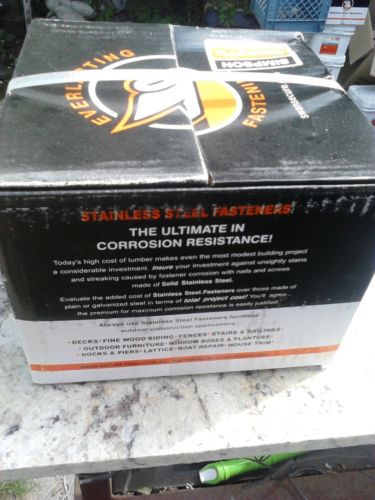 EVERLASTING
FASTENI
SIMPSON
STAINLESS STEEL FASTENERS:
THE ULTIMATE IN
CORROSION RESISTANCE!
Today's high cost of lumber makes even the most modest building project
a considerable investment. Insure your investment against unsightly stains
and streaking caused by fastener corrosion with nails and screws
made of Solid Stainless Steel.
Evaluate the added cost of Stainless Steel Fasteners over those made of
plain or galvanized steel in terms of total project cost! You'll agree...
the premium for maximum corrosion resistance is easily justified
Always use Stainless Steel Fasteners for these
outdoor construction applications
•DECKS•FINE WOOD SIDING•FENCES•STAIRS & RAILINGS•
•OUTDOOR FURNITURE•WINDOW BOXES & PLANTERS•
•DOCKS & PIERS•LATTICE•BOAT REPAIR•HOUSE TRIM•